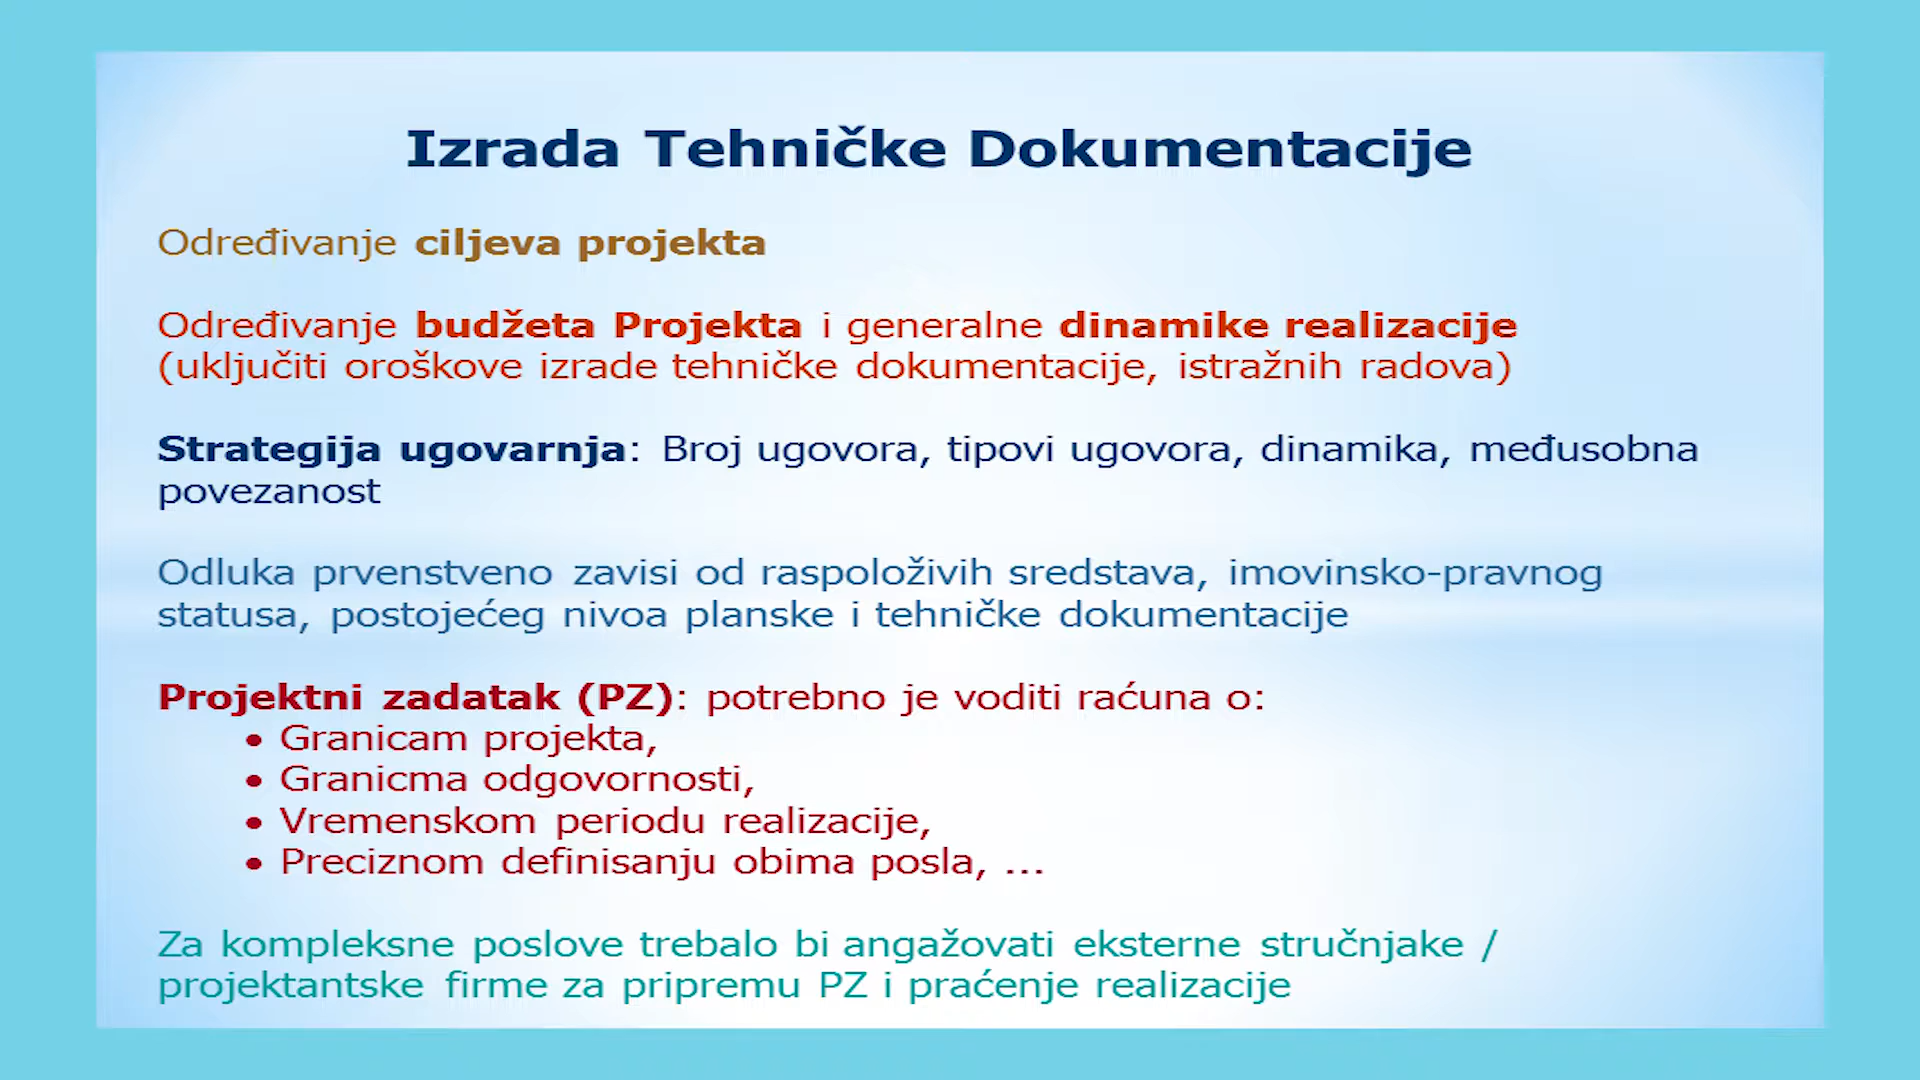 Izrada Tehničke Dokumentacije
Određivanje ciljeva projekta
Određivanje budžeta Projekta i generalne dinamike realizacije
(uključiti oroškove izrade tehničke dokumentacije, istražnih radova)
Strategija ugovarnja: Broj ugovora, tipovi ugovora, dinamika, međusobna
povezanost
Odluka prvenstveno zavisi od raspoloživih sredstava, imovinsko-pravnog
statusa, postojećeg nivoa planske i tehničke dokumentacije
Projektni zadatak (PZ): potrebno je voditi raćuna o:
• Granicam projekta,
• Granicma odgovornosti,
• Vremenskom periodu realizacije,
• Preciznom definisanju obima posla, ...
Za kompleksne poslove trebalo bi angažovati eksterne stručnjake /
projektantske firme za pripremu PZ i praćenje realizacije